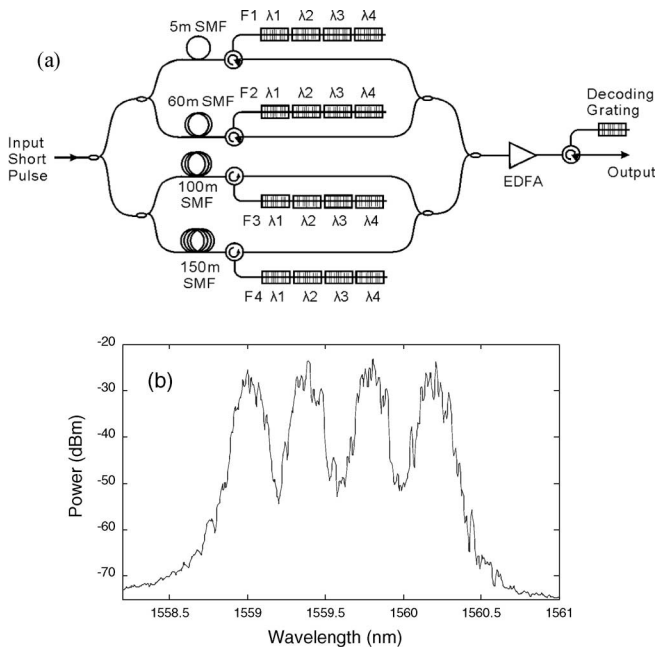 (a)
5m SMF
F1 λ1 λ2 λ3 λ4
60m SMF
F2 λ1 λ2 λ3 λ4
Input
Short
Pulse
100m
SMF
F3 λ1 λ2 λ3 λ4
150m
SMF
F4 λ1 λ2 λ3 λ4
EDFA
Decoding
Grating
Output
(b)
Power (dBm)
-20
-30
-40
-50
-60
-70
1558.5 1559 1559.5 1560 1560.5 1561
Wavelength (nm)